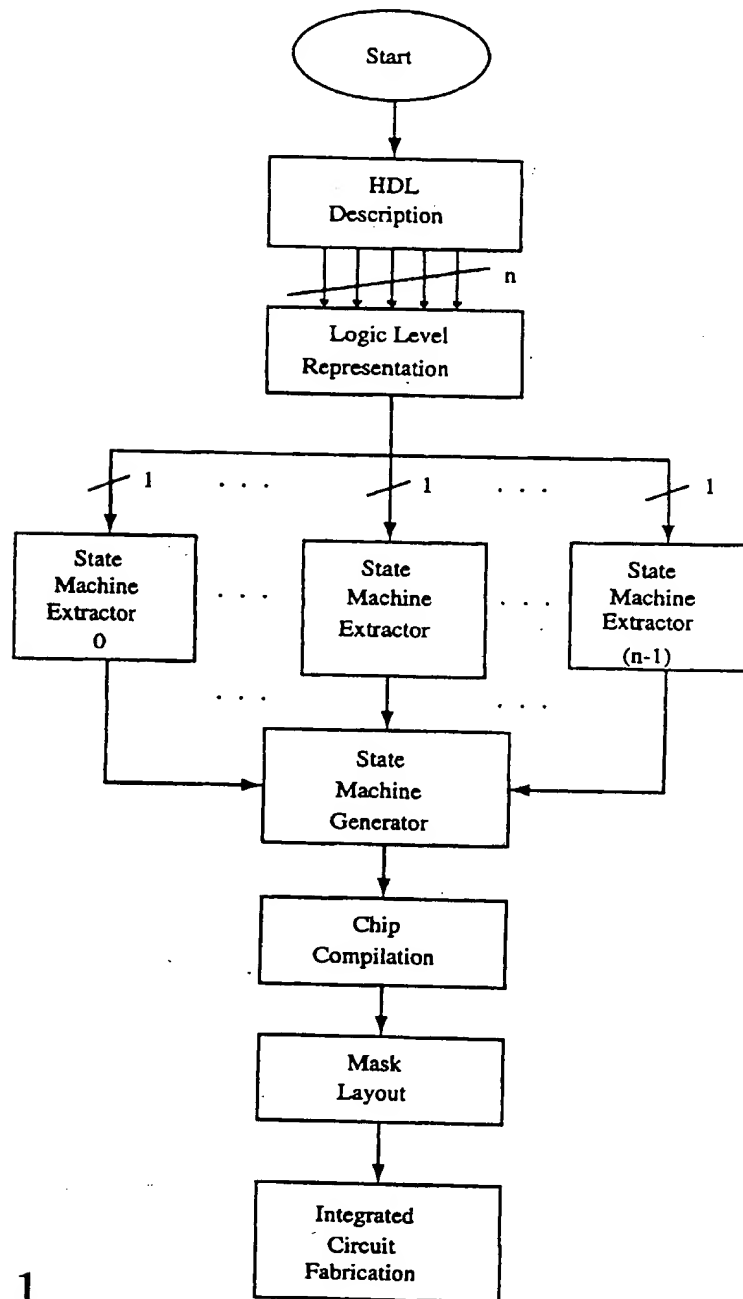 Start
HDL
Description
n
Logic Level
Representation
1
1
1
State
Machine
Extractor
0
State
Machine
Extractor
State
Machine
Extractor
(n-1)
State
Machine
Generator
Chip
Compilation
Mask
Layout
Integrated
Circuit
Fabrication
1